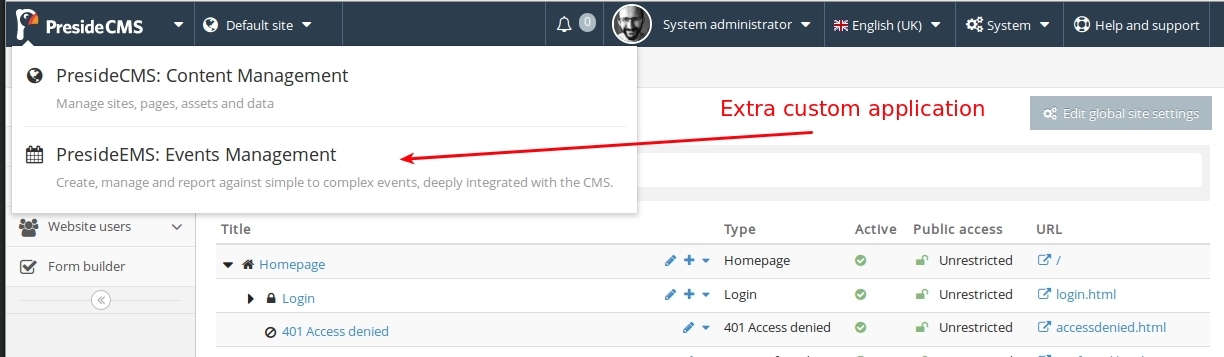 PresideCMS Default site 0 System administrator English (UK) System Help and support
PresideCMS: Content Management
Manage sites, pages, assets and data
Extra custom application
Edit global site settings
PresideEMS: Events Management
Create, manage and report against simple to complex events, deeply integrated with the CMS.
Website users
Form builder
Title Type Active Public access URL
Homepage Homepage Unrestricted /
Login Login Unrestricted login.html
401 Access denied 401 Access denied Unrestricted accessdenied.html